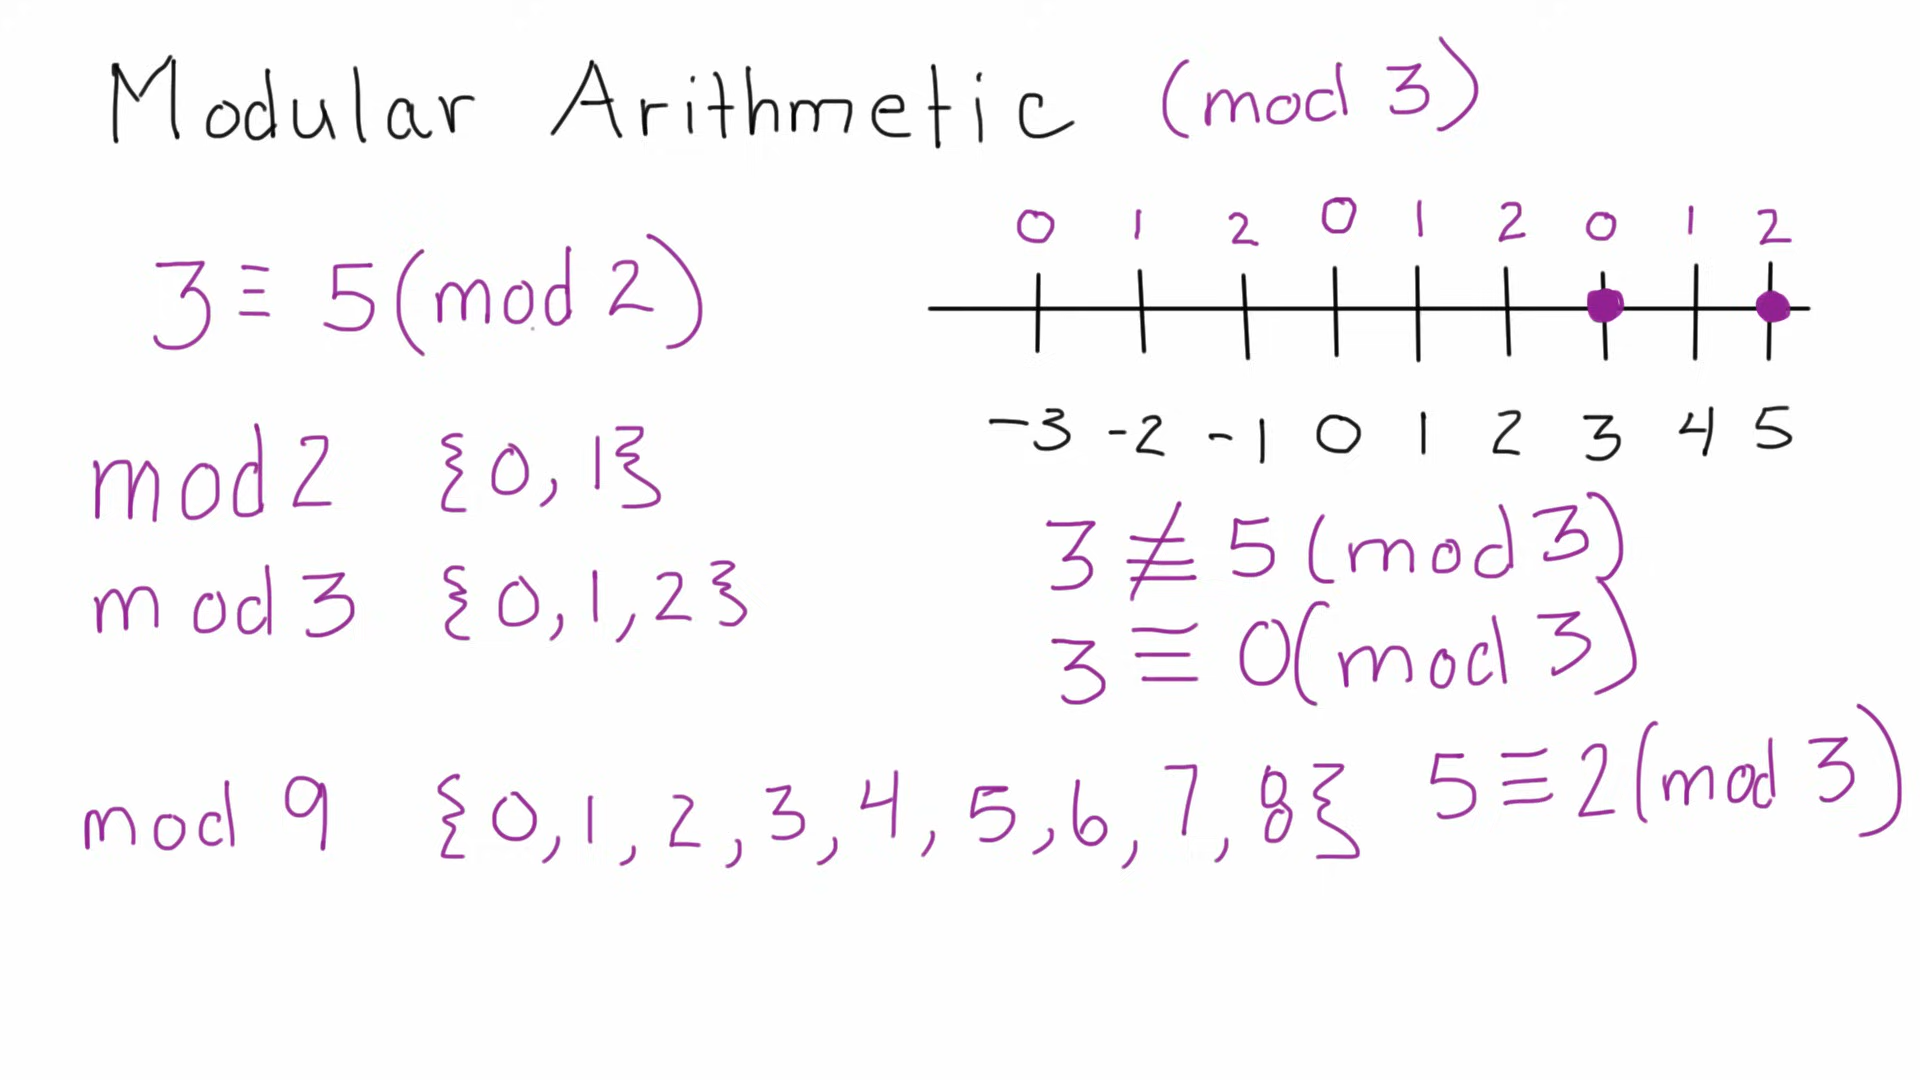 Modular Arithmetic (mod 3)
3 ≡ 5 (mod 2)
0 1 2 0 1 2 0 1 2
-3 -2 -1 0 1 2 3 4 5
mod 2 {0, 1}
mod 3 {0, 1, 2}
3 ≢ 5 (mod 3)
3 ≡ 0 (mod 3)
5 ≡ 2 (mod 3)
mod 9 {0, 1, 2, 3, 4, 5, 6, 7, 8}